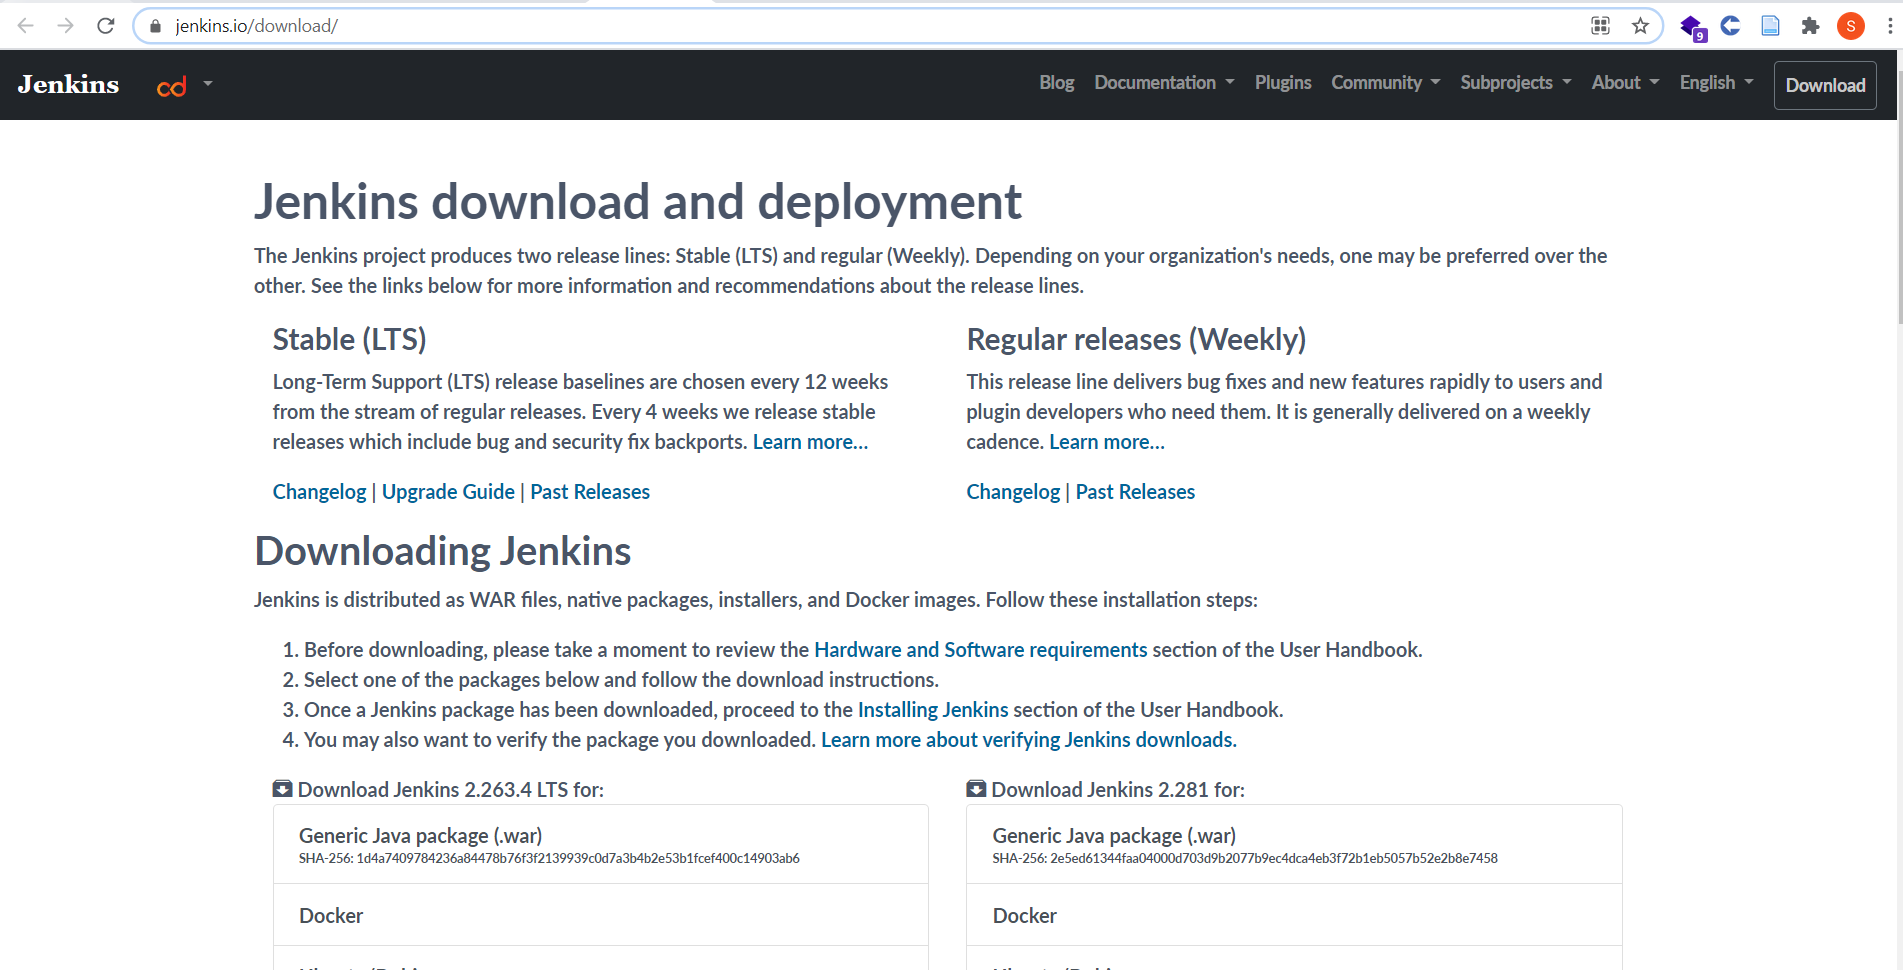 jenkins.io/download/
9
S
Jenkins
cd
Blog
Documentation
Plugins
Community
Subprojects
About
English
Download
Jenkins download and deployment
The Jenkins project produces two release lines: Stable (LTS) and regular (Weekly). Depending on your organization's needs, one may be preferred over the
other. See the links below for more information and recommendations about the release lines.
Stable (LTS)
Long-Term Support (LTS) release baselines are chosen every 12 weeks
from the stream of regular releases. Every 4 weeks we release stable
releases which include bug and security fix backports. Learn more...
Changelog | Upgrade Guide | Past Releases
Regular releases (Weekly)
This release line delivers bug fixes and new features rapidly to users and
plugin developers who need them. It is generally delivered on a weekly
cadence. Learn more...
Changelog | Past Releases
Downloading Jenkins
Jenkins is distributed as WAR files, native packages, installers, and Docker images. Follow these installation steps:
1. Before downloading, please take a moment to review the Hardware and Software requirements section of the User Handbook.
2. Select one of the packages below and follow the download instructions.
3. Once a Jenkins package has been downloaded, proceed to the Installing Jenkins section of the User Handbook.
4. You may also want to verify the package you downloaded. Learn more about verifying Jenkins downloads.
Download Jenkins 2.263.4 LTS for:
Generic Java package (.war)
SHA-256: 1d4a7409784236a84478b76f3f2139939c0d7a3b4b2e53b1fcef400c14903ab6
Docker
Download Jenkins 2.281 for:
Generic Java package (.war)
SHA-256: 2e5ed61344faa04000d703d9b2077b9ec4dca4eb3f72b1eb5057b52e2b8e7458
Docker